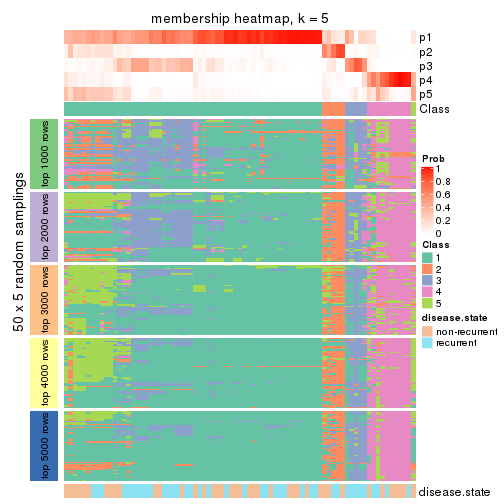 membership heatmap, k = 5
p1
p2
p3
p4
p5
Class
50 x 5 random samplings
top 1000 rows
top 2000 rows
top 3000 rows
top 4000 rows
top 5000 rows
disease.state
Prob
1
0.8
0.6
0.4
0.2
0
Class
1
2
3
4
5
disease.state
non-recurrent
recurrent